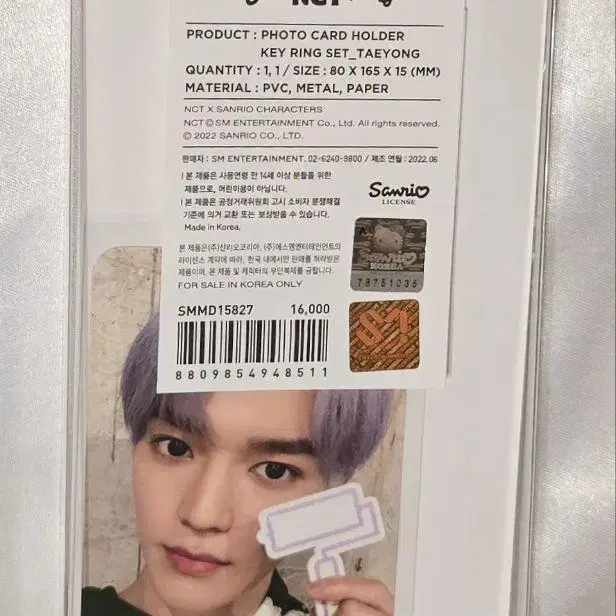 NCT
PRODUCT : PHOTO CARD HOLDER
KEY RING SET_TAEYONG
QUANTITY : 1, 1 / SIZE : 80 X 165 X 15 (MM)
MATERIAL : PVC, METAL, PAPER
NCT X SANRIO CHARACTERS
NCT Ⓒ SM ENTERTAINMENT Co., Ltd. All rights reserved.
Ⓒ 2022 SANRIO CO., LTD.
판매자 : SM ENTERTAINMENT. 02-6240-9800 / 제조 연월 : 2022.06
ㅣ본 제품은 사용연령 만 14세 이상 분들을 위한
제품으로, 어린이용이 아닙니다.
ㅣ본 제품은 공정거래위원회 고시 소비자 분쟁해결
기준에 의거 교환 또는 보상받을 수 있습니다.
Made in Korea.
Sanrio
LICENSE
본 제품은(주)산리오코리아, (주)에스엠엔터테인먼트의
라이센스 계약에 따라, 한국 내에서만 판매를 허락받은
제품이며, 본 제품 및 캐릭터의 무단복제를 금합니다.
FOR SALE IN KOREA ONLY
Sanrio
KOREA
78751035
SMMD15827 16,000
8809854948511
SM
ENTERTAINMENT